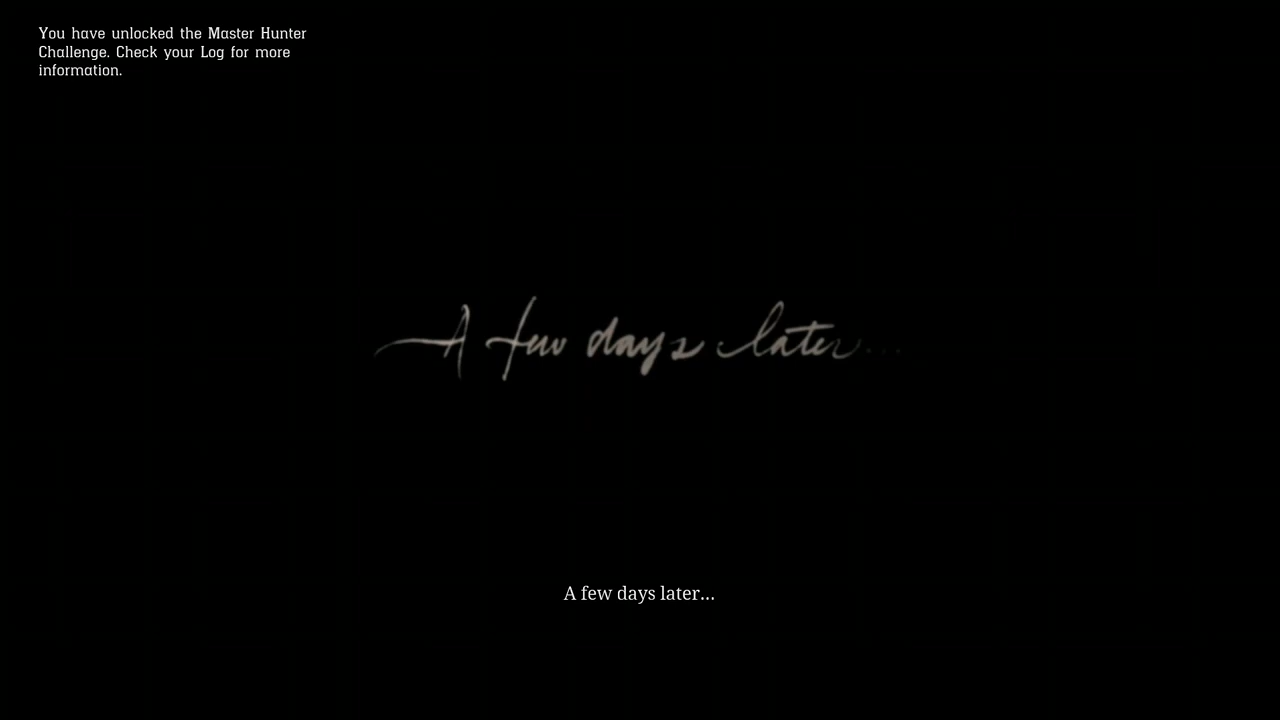 You have unlocked the Master Hunter
Challenge. Check your Log for more
information.
A few days later...
A few days later...